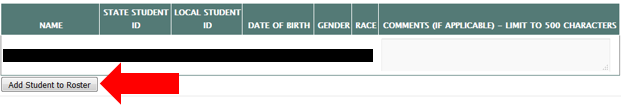 NAME STATE STUDENT ID LOCAL STUDENT ID DATE OF BIRTH GENDER RACE COMMENTS (IF APPLICABLE) – LIMIT TO 500 CHARACTERS
Add Student to Roster